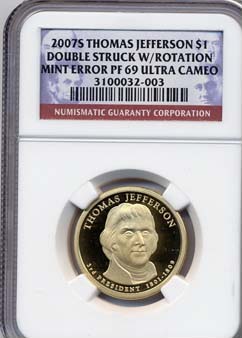 2007S THOMAS JEFFERSON $1
DOUBLE STRUCK W/ROTATION
MINT ERROR PF 69 ULTRA CAMEO
3100032-003
NUMISMATIC GUARANTY CORPORATION
THOMAS JEFFERSON
3rd PRESIDENT 1801-1809